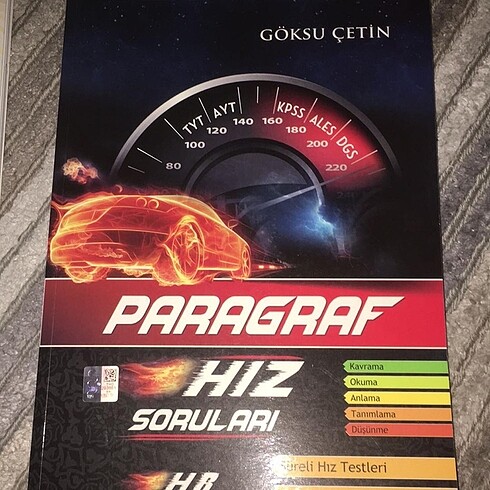 GÖKSU ÇETİN
TYT AYT KPSS ALES DGS
80 100 120 140 160 180 200 220
PARAGRAF
HIZ
SORULARI
Kavrama
Okuma
Anlama
Tanımlama
Düşünme
Süreli Hız Testleri